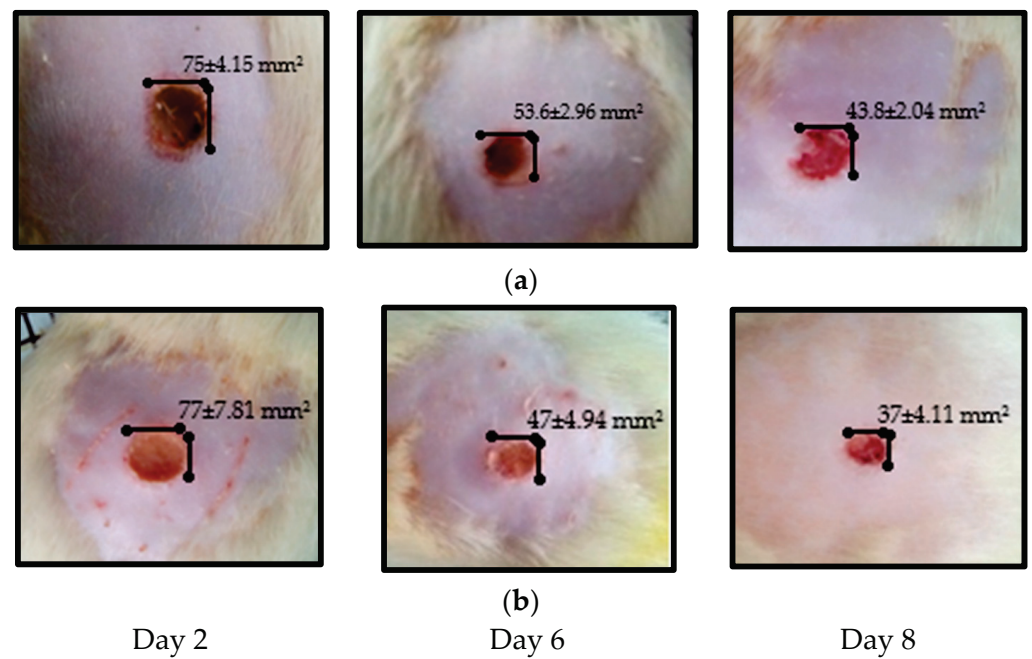 75±4.15 mm²
53.6±2.96 mm²
43.8±2.04 mm²
(a)
77±7.81 mm²
47±4.94 mm²
37±4.11 mm²
(b)
Day 2 Day 6 Day 8